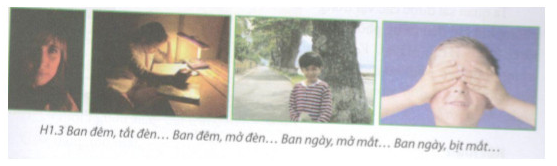 H1.3 Ban đêm, tắt đèn... Ban đêm, mở đèn... Ban ngày, mở mắt... Ban ngày, bịt mắt...